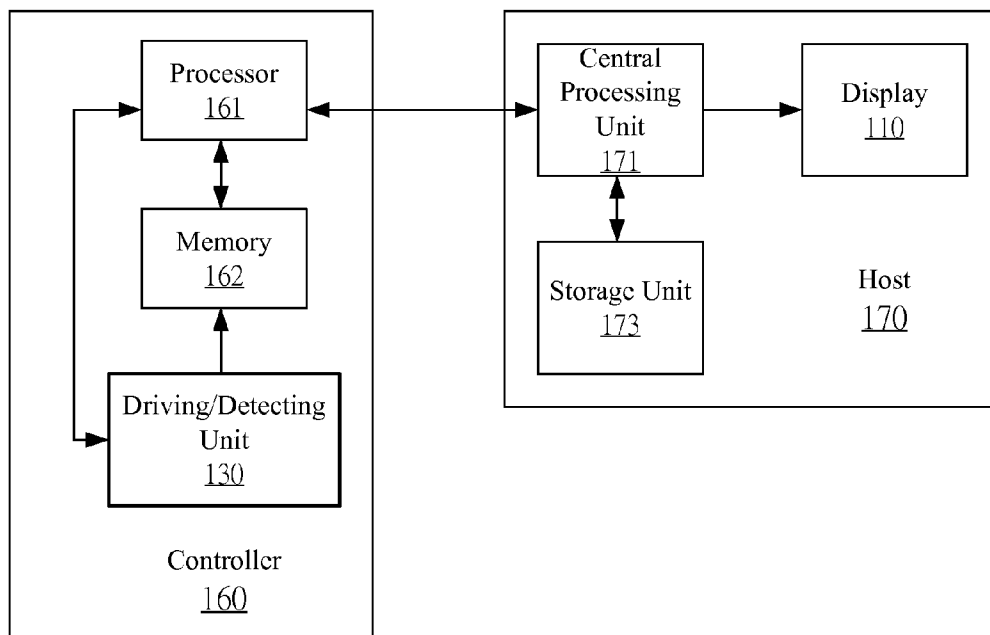 Processor
161
Memory
162
Driving/Detecting
Unit
130
Controller
160
Central
Processing
Unit
171
Display
110
Storage Unit
173
Host
170